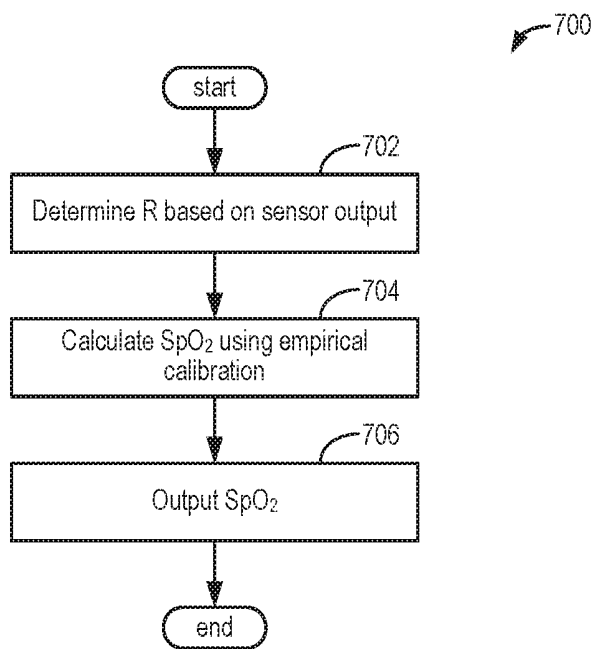 700
start
702
Determine R based on sensor output
704
Calculate SpO₂ using empirical
calibration
706
Output SpO₂
end